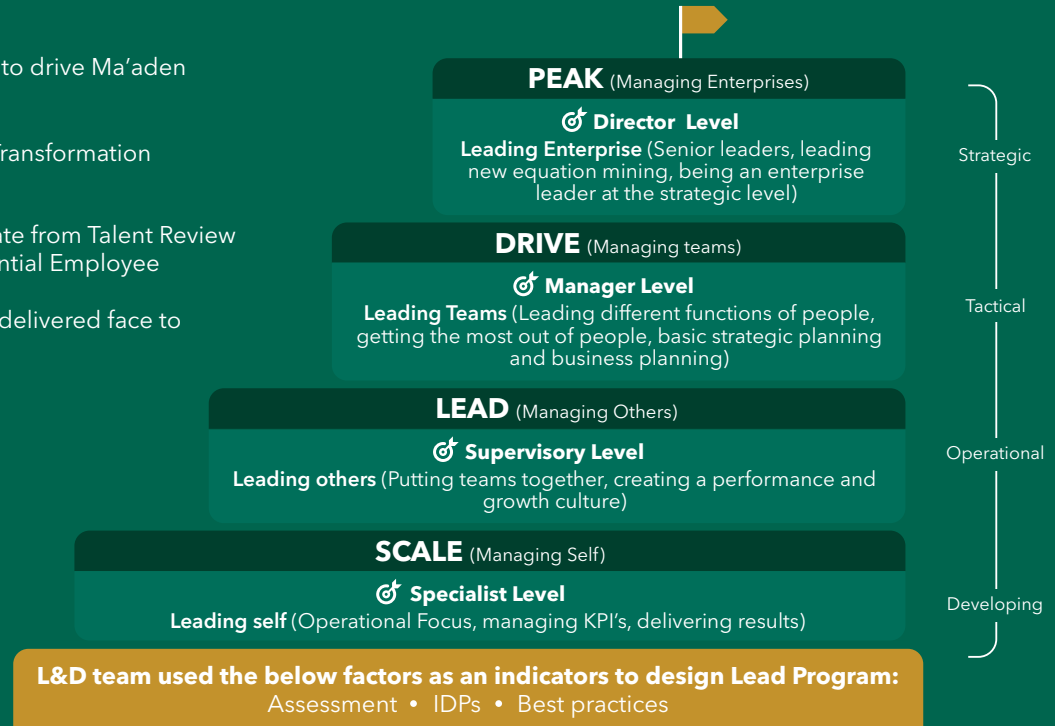 to drive Ma’aden
Transformation
ate from Talent Review
ntial Employee
delivered face to
PEAK (Managing Enterprises)
Director Level
Leading Enterprise (Senior leaders, leading
new equation mining, being an enterprise
leader at the strategic level)
DRIVE (Managing teams)
Manager Level
Leading Teams (Leading different functions of people,
getting the most out of people, basic strategic planning
and business planning)
LEAD (Managing Others)
Supervisory Level
Leading others (Putting teams together, creating a performance and
growth culture)
SCALE (Managing Self)
Specialist Level
Leading self (Operational Focus, managing KPI’s, delivering results)
Strategic
Tactical
Operational
Developing
L&D team used the below factors as an indicators to design Lead Program:
Assessment • IDPs • Best practices